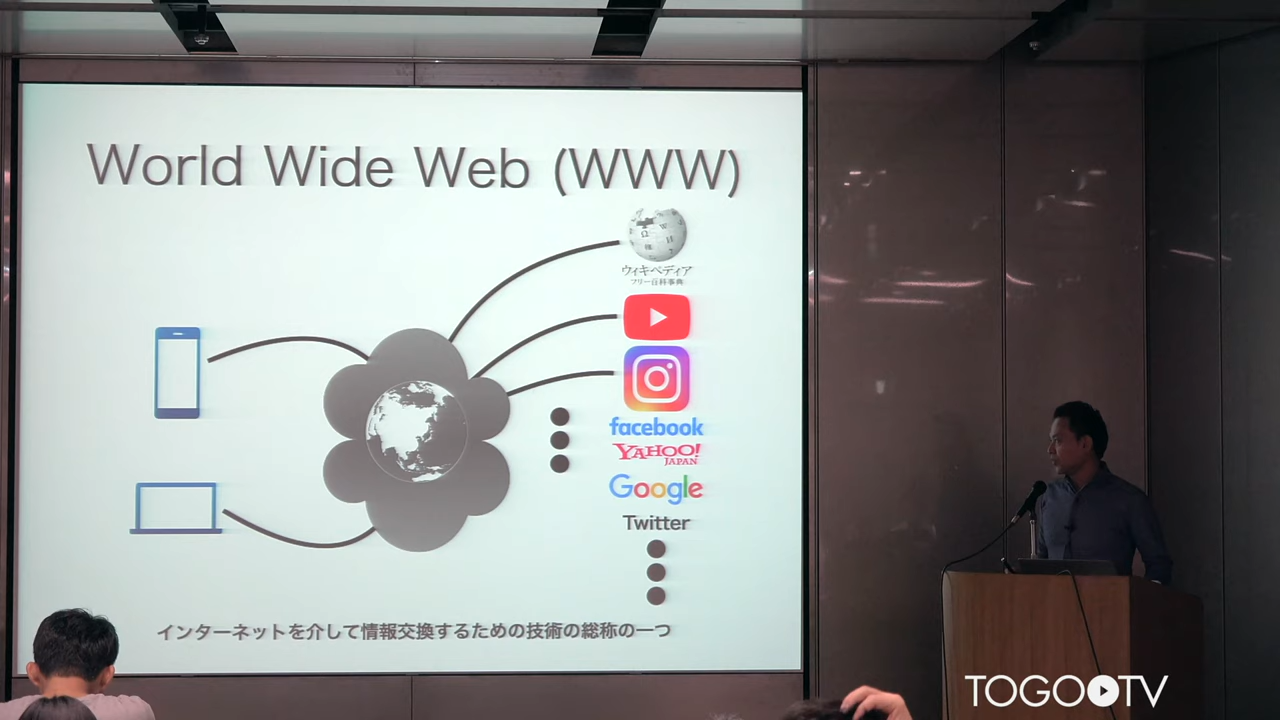 World Wide Web (WWW)
ウィキペディア
フリー百科事典
facebook
YAHOO!
JAPAN
Google
Twitter
インターネットを介して情報交換するための技術の総称の一つ
TOGO TV